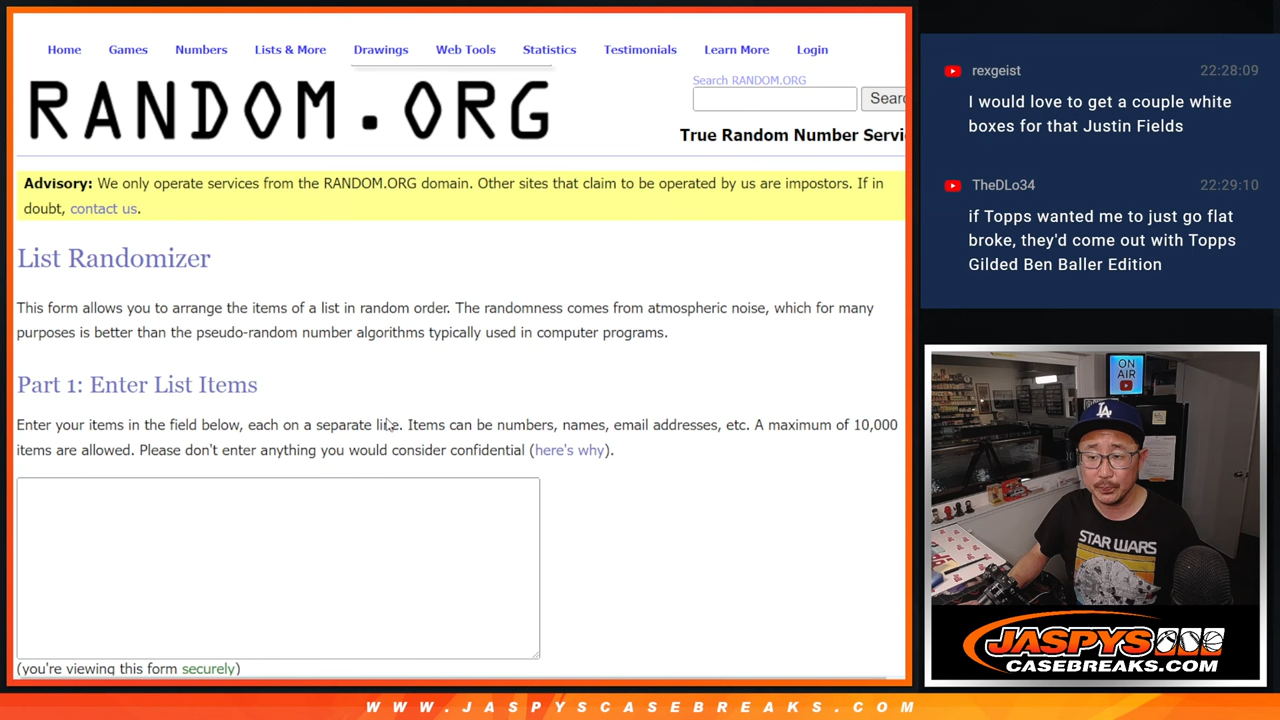 Home Games Numbers Lists & More Drawings Web Tools Statistics Testimonials Learn More Login
RANDOM.ORG
Search RANDOM.ORG
Searc
True Random Number Servi
Advisory: We only operate services from the RANDOM.ORG domain. Other sites that claim to be operated by us are impostors. If in
doubt, contact us.
List Randomizer
This form allows you to arrange the items of a list in random order. The randomness comes from atmospheric noise, which for many
purposes is better than the pseudo-random number algorithms typically used in computer programs.
Part 1: Enter List Items
Enter your items in the field below, each on a separate line. Items can be numbers, names, email addresses, etc. A maximum of 10,000
items are allowed. Please don't enter anything you would consider confidential (here's why).
(you're viewing this form securely)
rexgeist 22:28:09
I would love to get a couple white
boxes for that Justin Fields
TheDLo34 22:29:10
if Topps wanted me to just go flat
broke, they'd come out with Topps
Gilded Ben Baller Edition
ON
AIR
LA
STAR WARS
JASPYS
CASEBREAKS.COM
WWW.JASPYSCASEBREAKS.COM